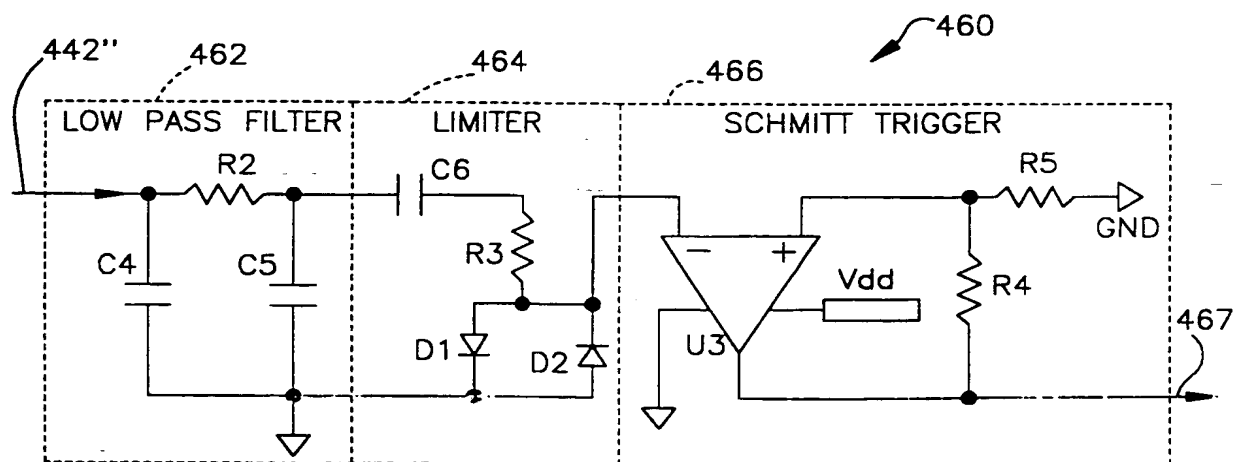 442"
462
464
466
460
LOW PASS FILTER
LIMITER
SCHMITT TRIGGER
R2
C6
R5
GND
C4
C5
R3
−
+
R4
Vdd
D1
D2
U3
467